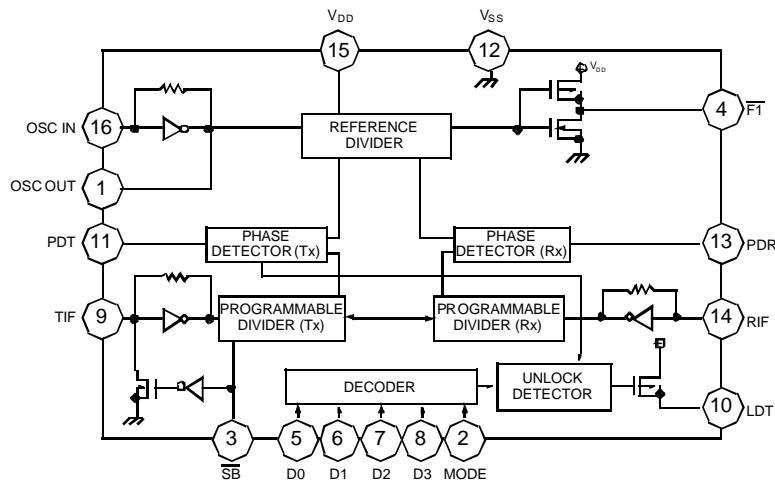 VDD
VSS
15
12
VDD
16
OSC IN
REFERENCE
DIVIDER
4
F1
OSC OUT
1
PDT
11
PHASE
DETECTOR (Tx)
PHASE
DETECTOR (Rx)
13
PDR
TIF
9
PROGRAMMABLE
DIVIDER (Tx)
PROGRAMMABLE
DIVIDER (Rx)
14
RIF
DECODER
UNLOCK
DETECTOR
10
LDT
3
5
6
7
8
2
SB
D0
D1
D2
D3
MODE